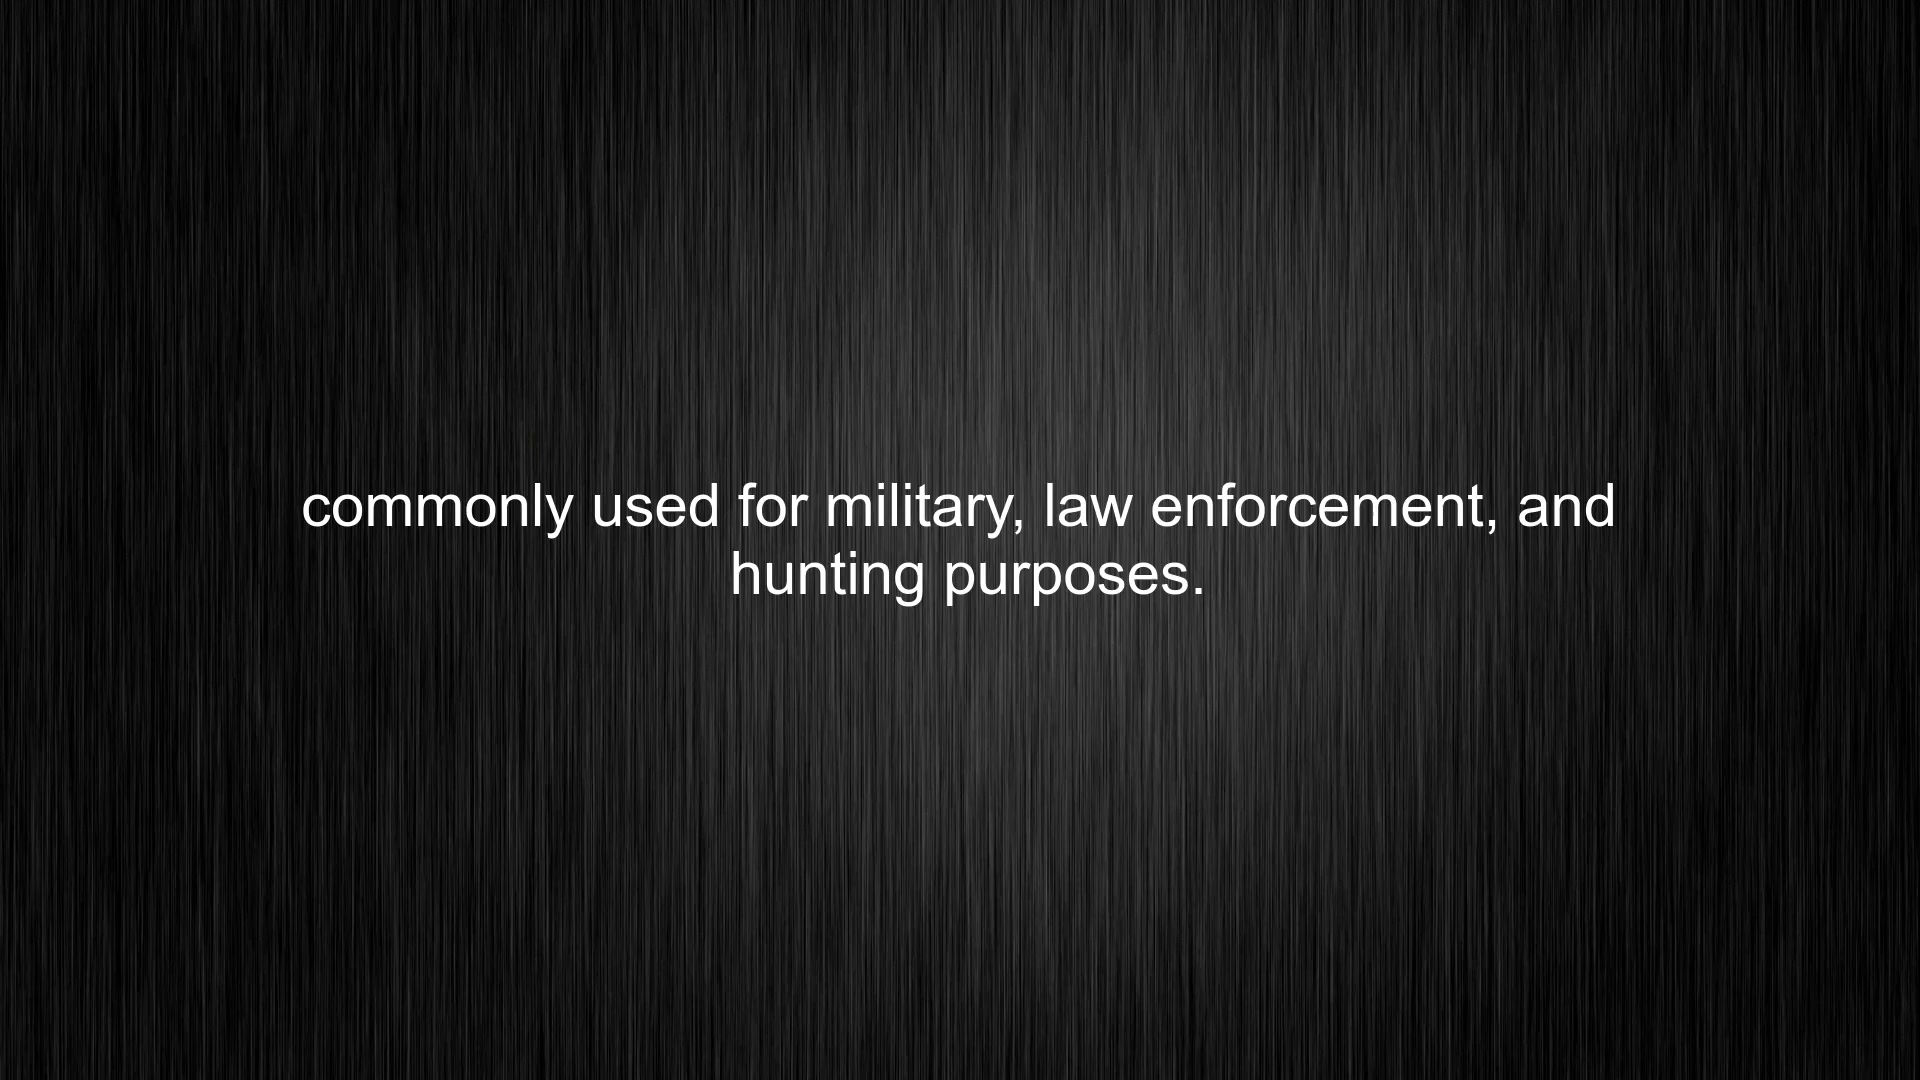 commonly used for military, law enforcement, and
hunting purposes.